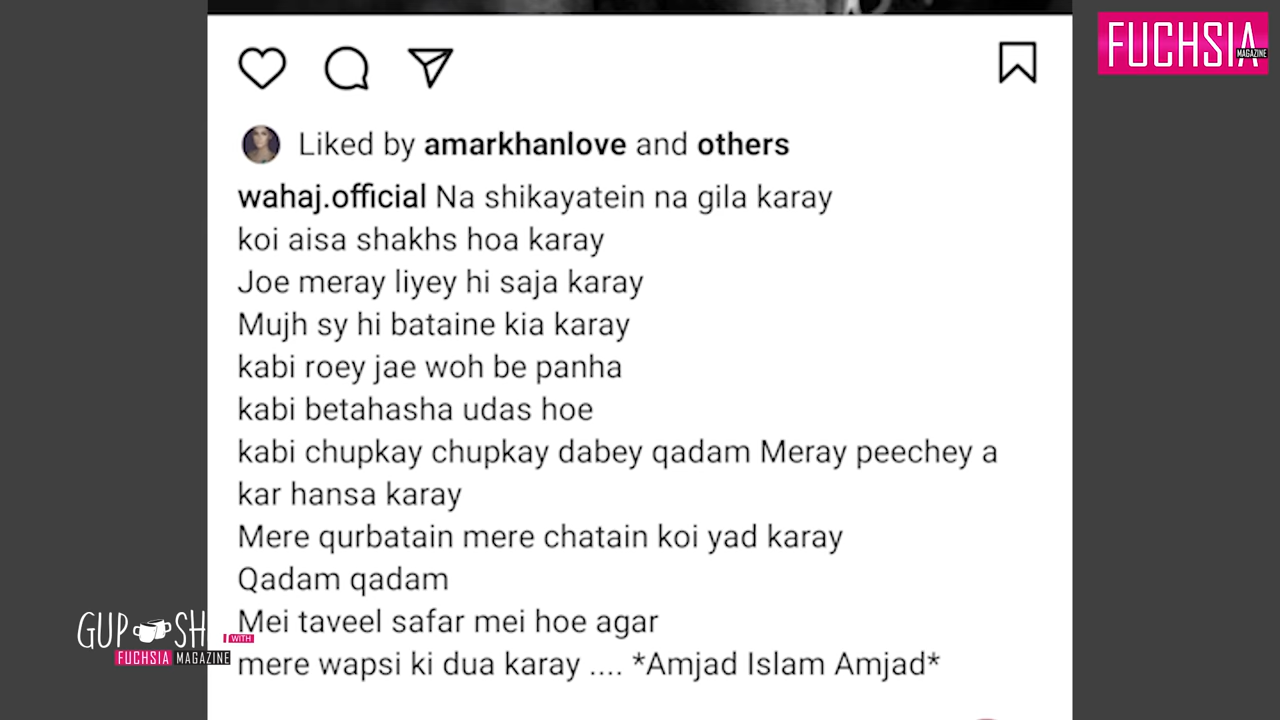 FUCHSIA
MAGAZINE
Liked by amarkhanlove and others
wahaj.official Na shikayatein na gila karay
koi aisa shakhs hoa karay
Joe meray liyey hi saja karay
Mujh sy hi bataine kia karay
kabi roey jae woh be panha
kabi betahasha udas hoe
kabi chupkay chupkay dabey qadam Meray peechey a
kar hansa karay
Mere qurbatain mere chatain koi yad karay
Qadam qadam
Mei taveel safar mei hoe agar
mere wapsi ki dua karay .... *Amjad Islam Amjad*
GUP SH
WITH
FUCHSIA MAGAZINE